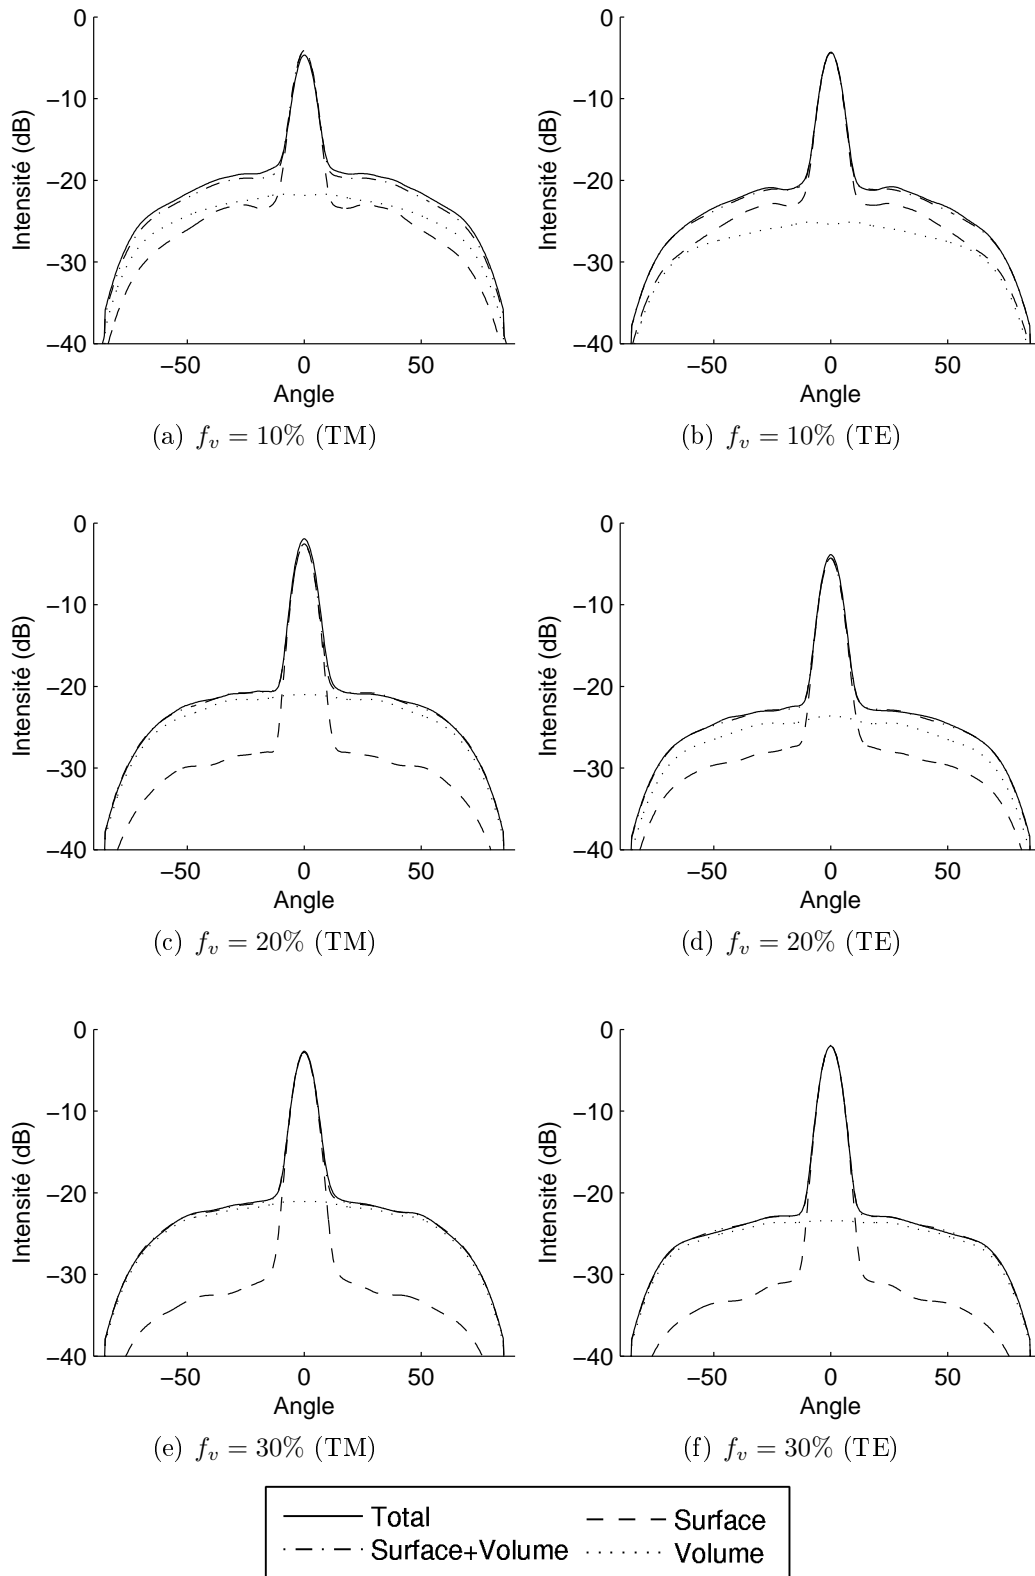 0
−10
−20
−30
−40
Intensité (dB)
−50 0 50
Angle
(a) f_v = 10% (TM)
0
−10
−20
−30
−40
Intensité (dB)
−50 0 50
Angle
(b) f_v = 10% (TE)
0
−10
−20
−30
−40
Intensité (dB)
−50 0 50
Angle
(c) f_v = 20% (TM)
0
−10
−20
−30
−40
Intensité (dB)
−50 0 50
Angle
(d) f_v = 20% (TE)
0
−10
−20
−30
−40
Intensité (dB)
−50 0 50
Angle
(e) f_v = 30% (TM)
0
−10
−20
−30
−40
Intensité (dB)
−50 0 50
Angle
(f) f_v = 30% (TE)
Total
Surface
Surface+Volume
Volume